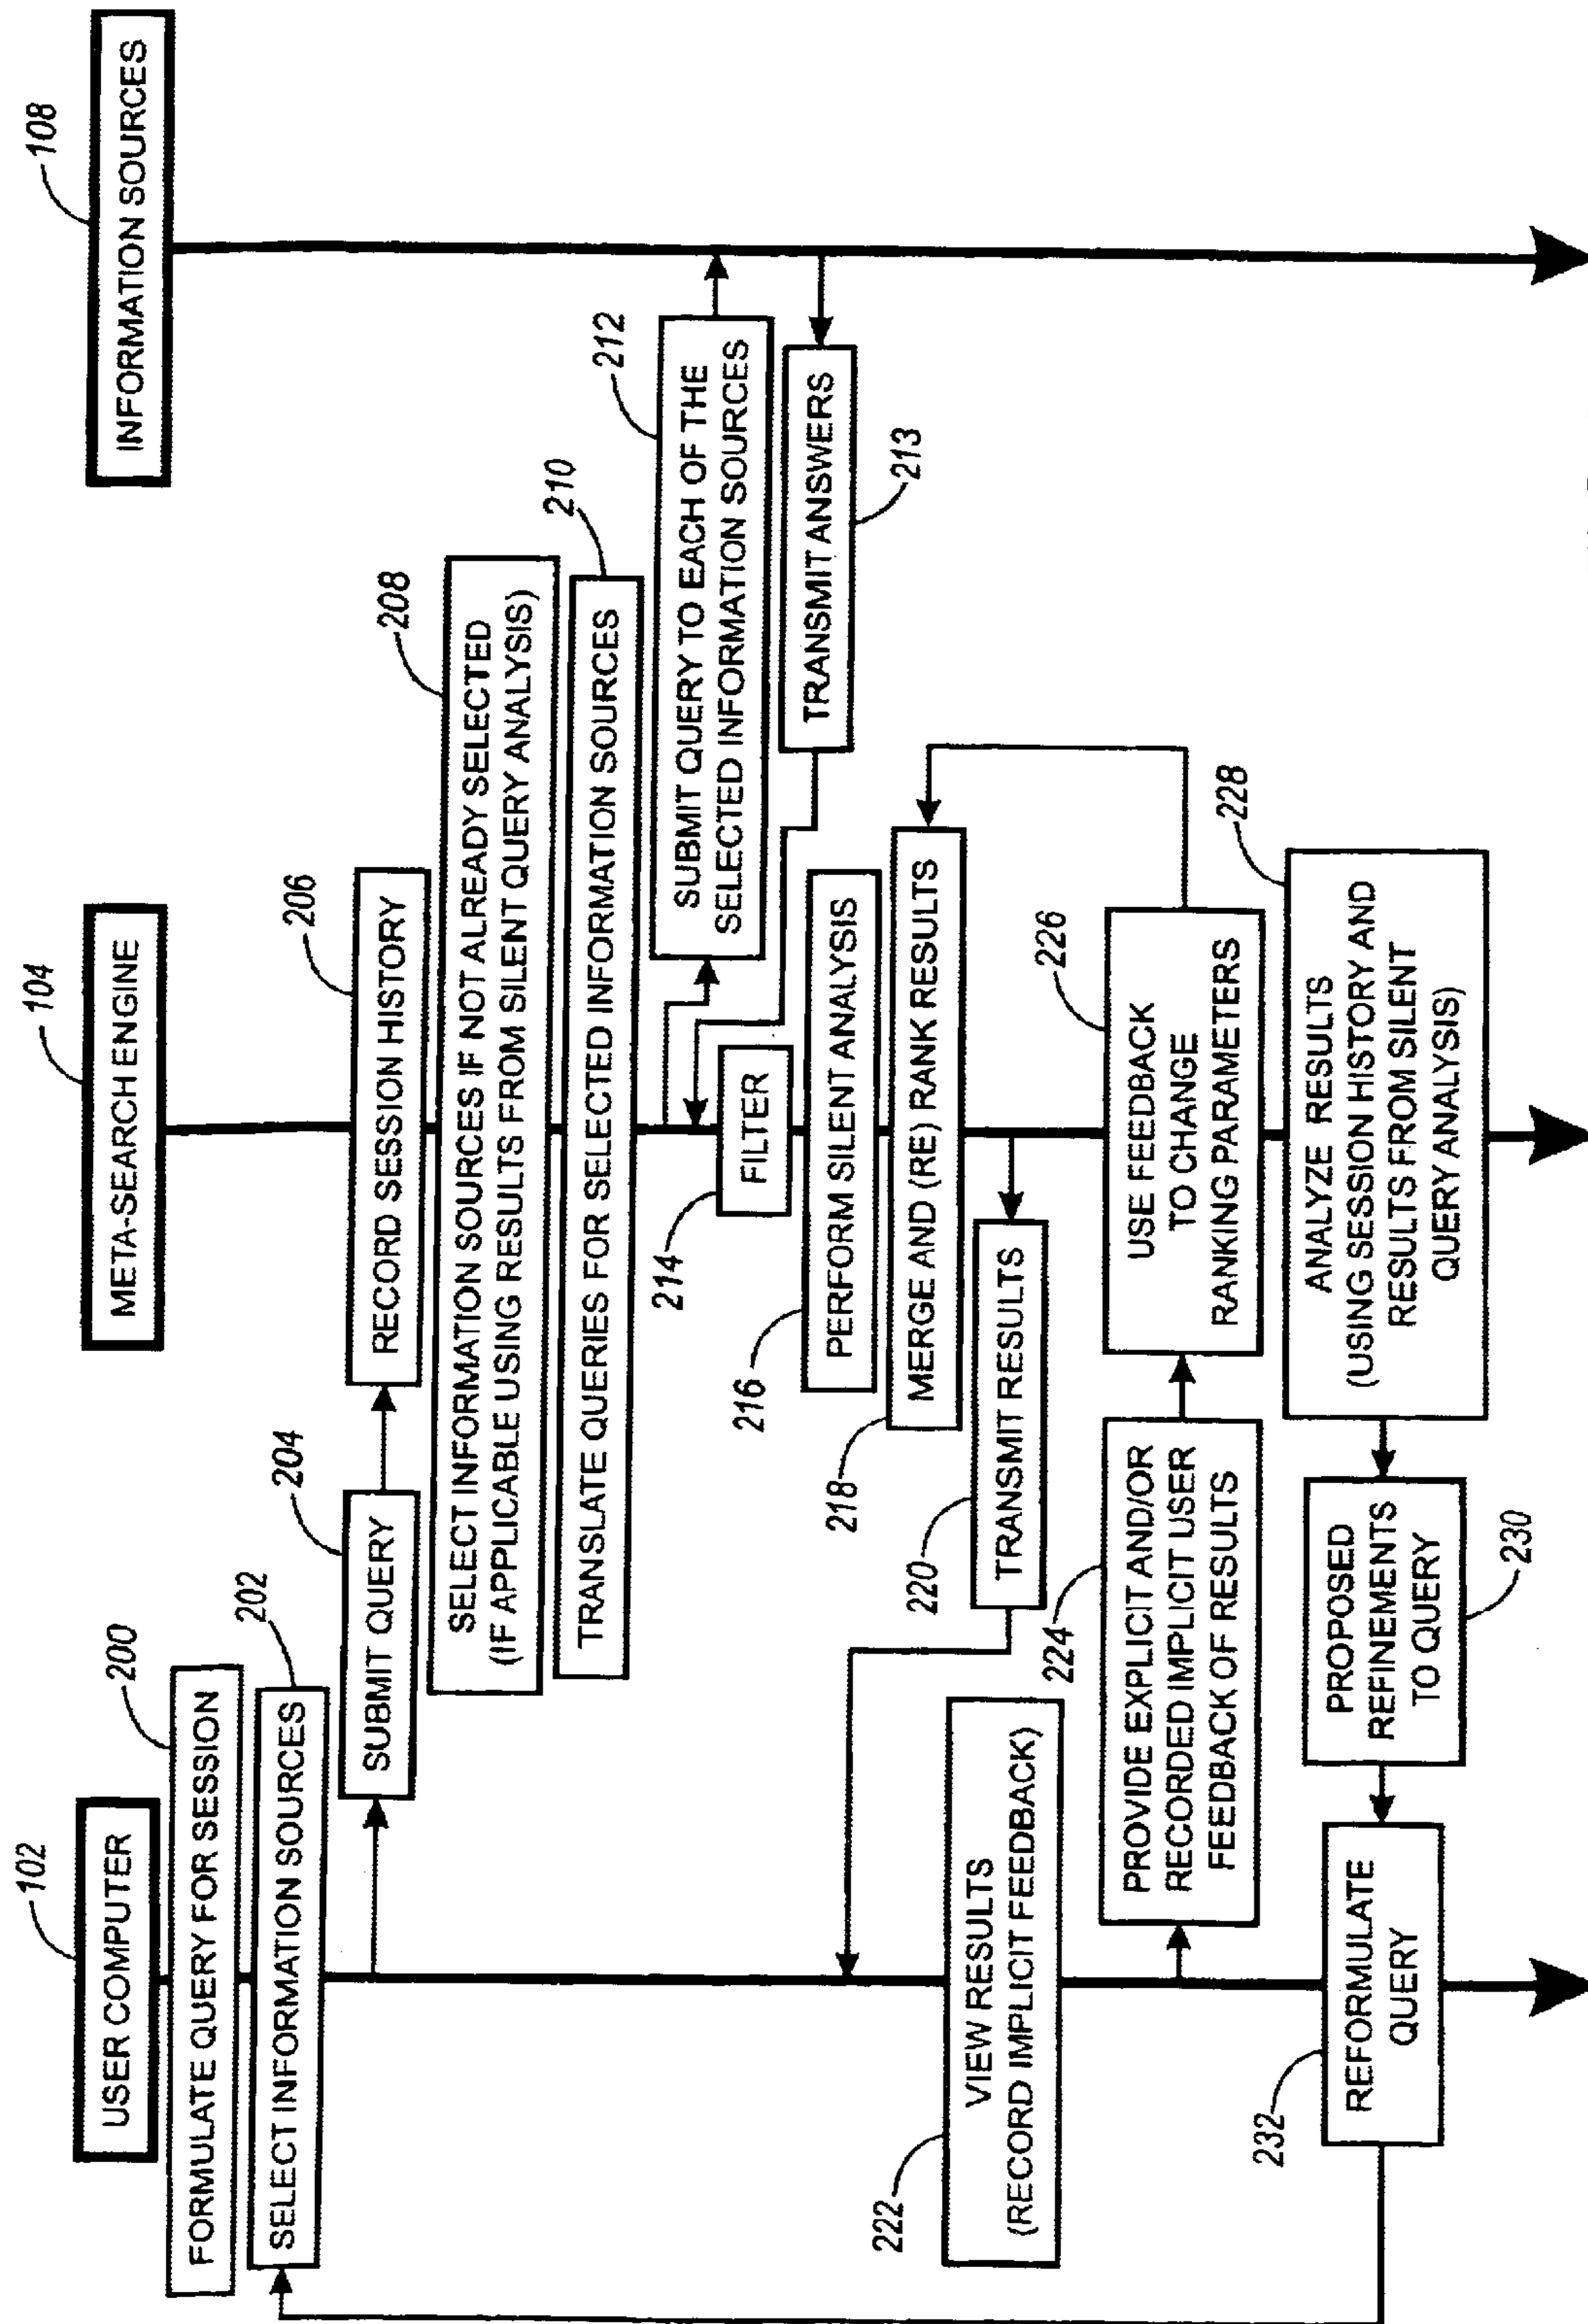 102
USER COMPUTER
104
META-SEARCH ENGINE
108
INFORMATION SOURCES
200
FORMULATE QUERY FOR SESSION
202
SELECT INFORMATION SOURCES
204
SUBMIT QUERY
206
RECORD SESSION HISTORY
208
SELECT INFORMATION SOURCES IF NOT ALREADY SELECTED
(IF APPLICABLE USING RESULTS FROM SILENT QUERY ANALYSIS)
210
TRANSLATE QUERIES FOR SELECTED INFORMATION SOURCES
212
SUBMIT QUERY TO EACH OF THE
SELECTED INFORMATION SOURCES
TRANSMIT ANSWERS
213
214
FILTER
216
PERFORM SILENT ANALYSIS
218
MERGE AND (RE) RANK RESULTS
220
TRANSMIT RESULTS
222
VIEW RESULTS
(RECORD IMPLICIT FEEDBACK)
224
PROVIDE EXPLICIT AND/OR
RECORDED IMPLICIT USER
FEEDBACK OF RESULTS
226
USE FEEDBACK
TO CHANGE
RANKING PARAMETERS
228
ANALYZE RESULTS
(USING SESSION HISTORY AND
RESULTS FROM SILENT
QUERY ANALYSIS)
PROPOSED
REFINEMENTS
TO QUERY
230
232
REFORMULATE
QUERY